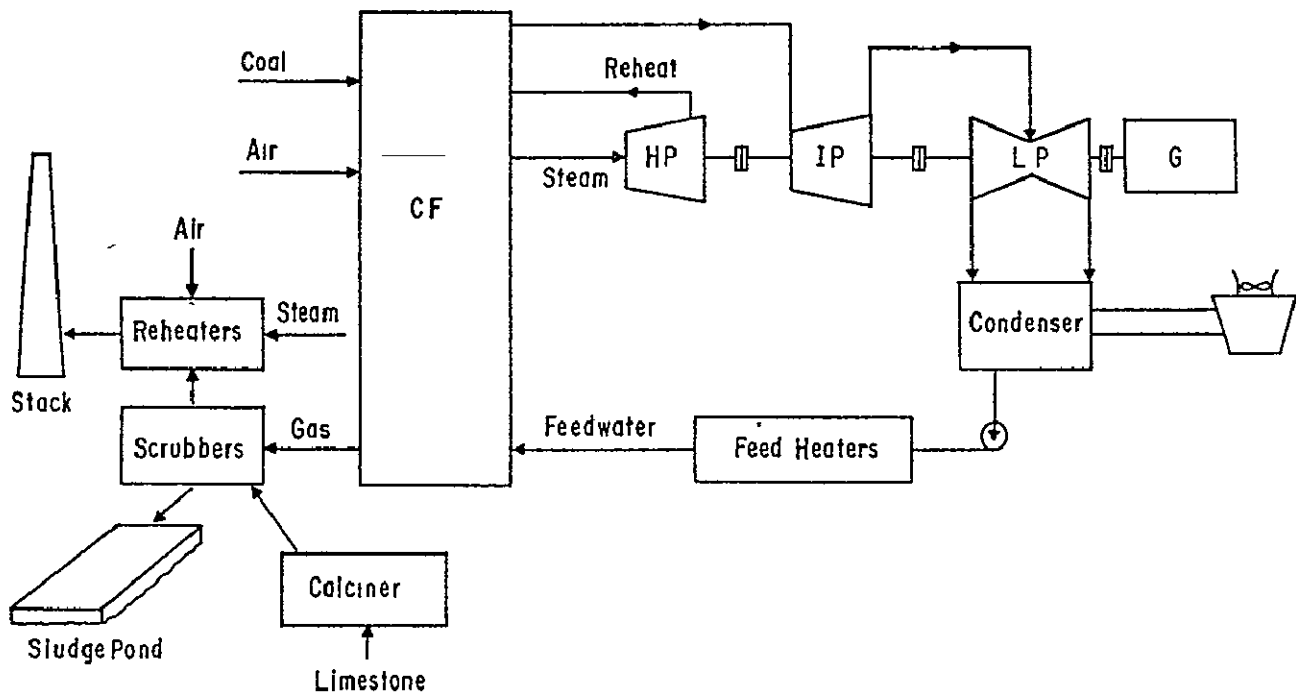 Coal
Reheat
Air
HP
IP
LP
G
Steam
CF
Air
Reheaters
Steam
Condenser
Stack
Scrubbers
Gas
Feedwater
Feed Heaters
Calciner
Sludge Pond
Limestone